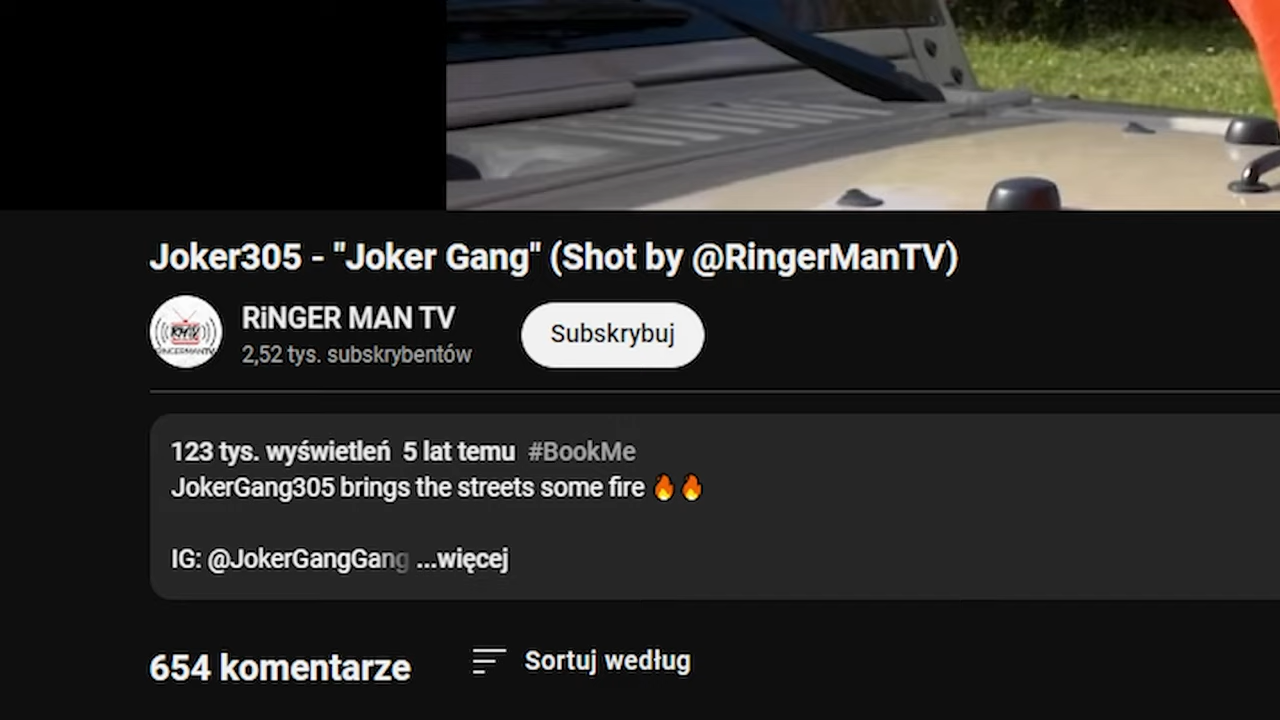 Joker305 - "Joker Gang" (Shot by @RingerManTV)
RiNGER MAN TV
2,52 tys. subskrybentów
Subskrybuj
123 tys. wyświetleń 5 lat temu #BookMe
JokerGang305 brings the streets some fire 🔥🔥
IG: @JokerGangGang ...więcej
654 komentarze
Sortuj według